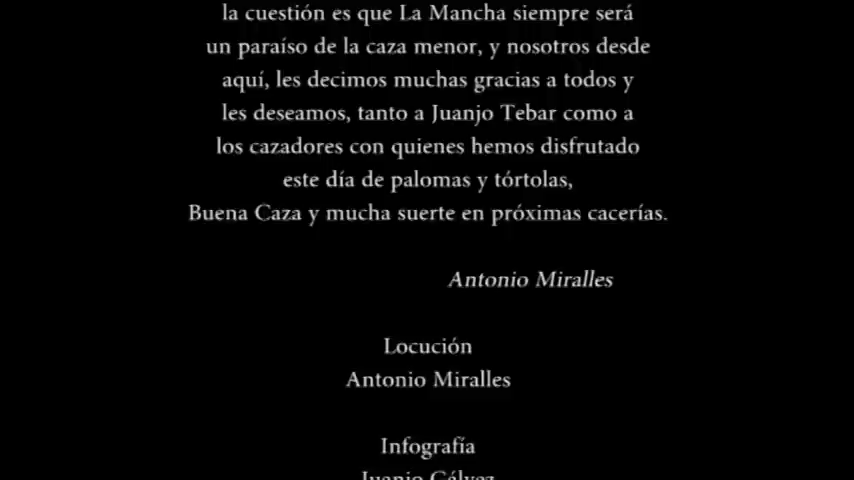 la cuestión es que La Mancha siempre será
un paraíso de la caza menor, y nosotros desde
aquí, les decimos muchas gracias a todos y
les deseamos, tanto a Juanjo Tebar como a
los cazadores con quienes hemos disfrutado
este día de palomas y tórtolas,
Buena Caza y mucha suerte en próximas cacerías.
Antonio Miralles
Locución
Antonio Miralles
Infografía
Juanjo Gálvez